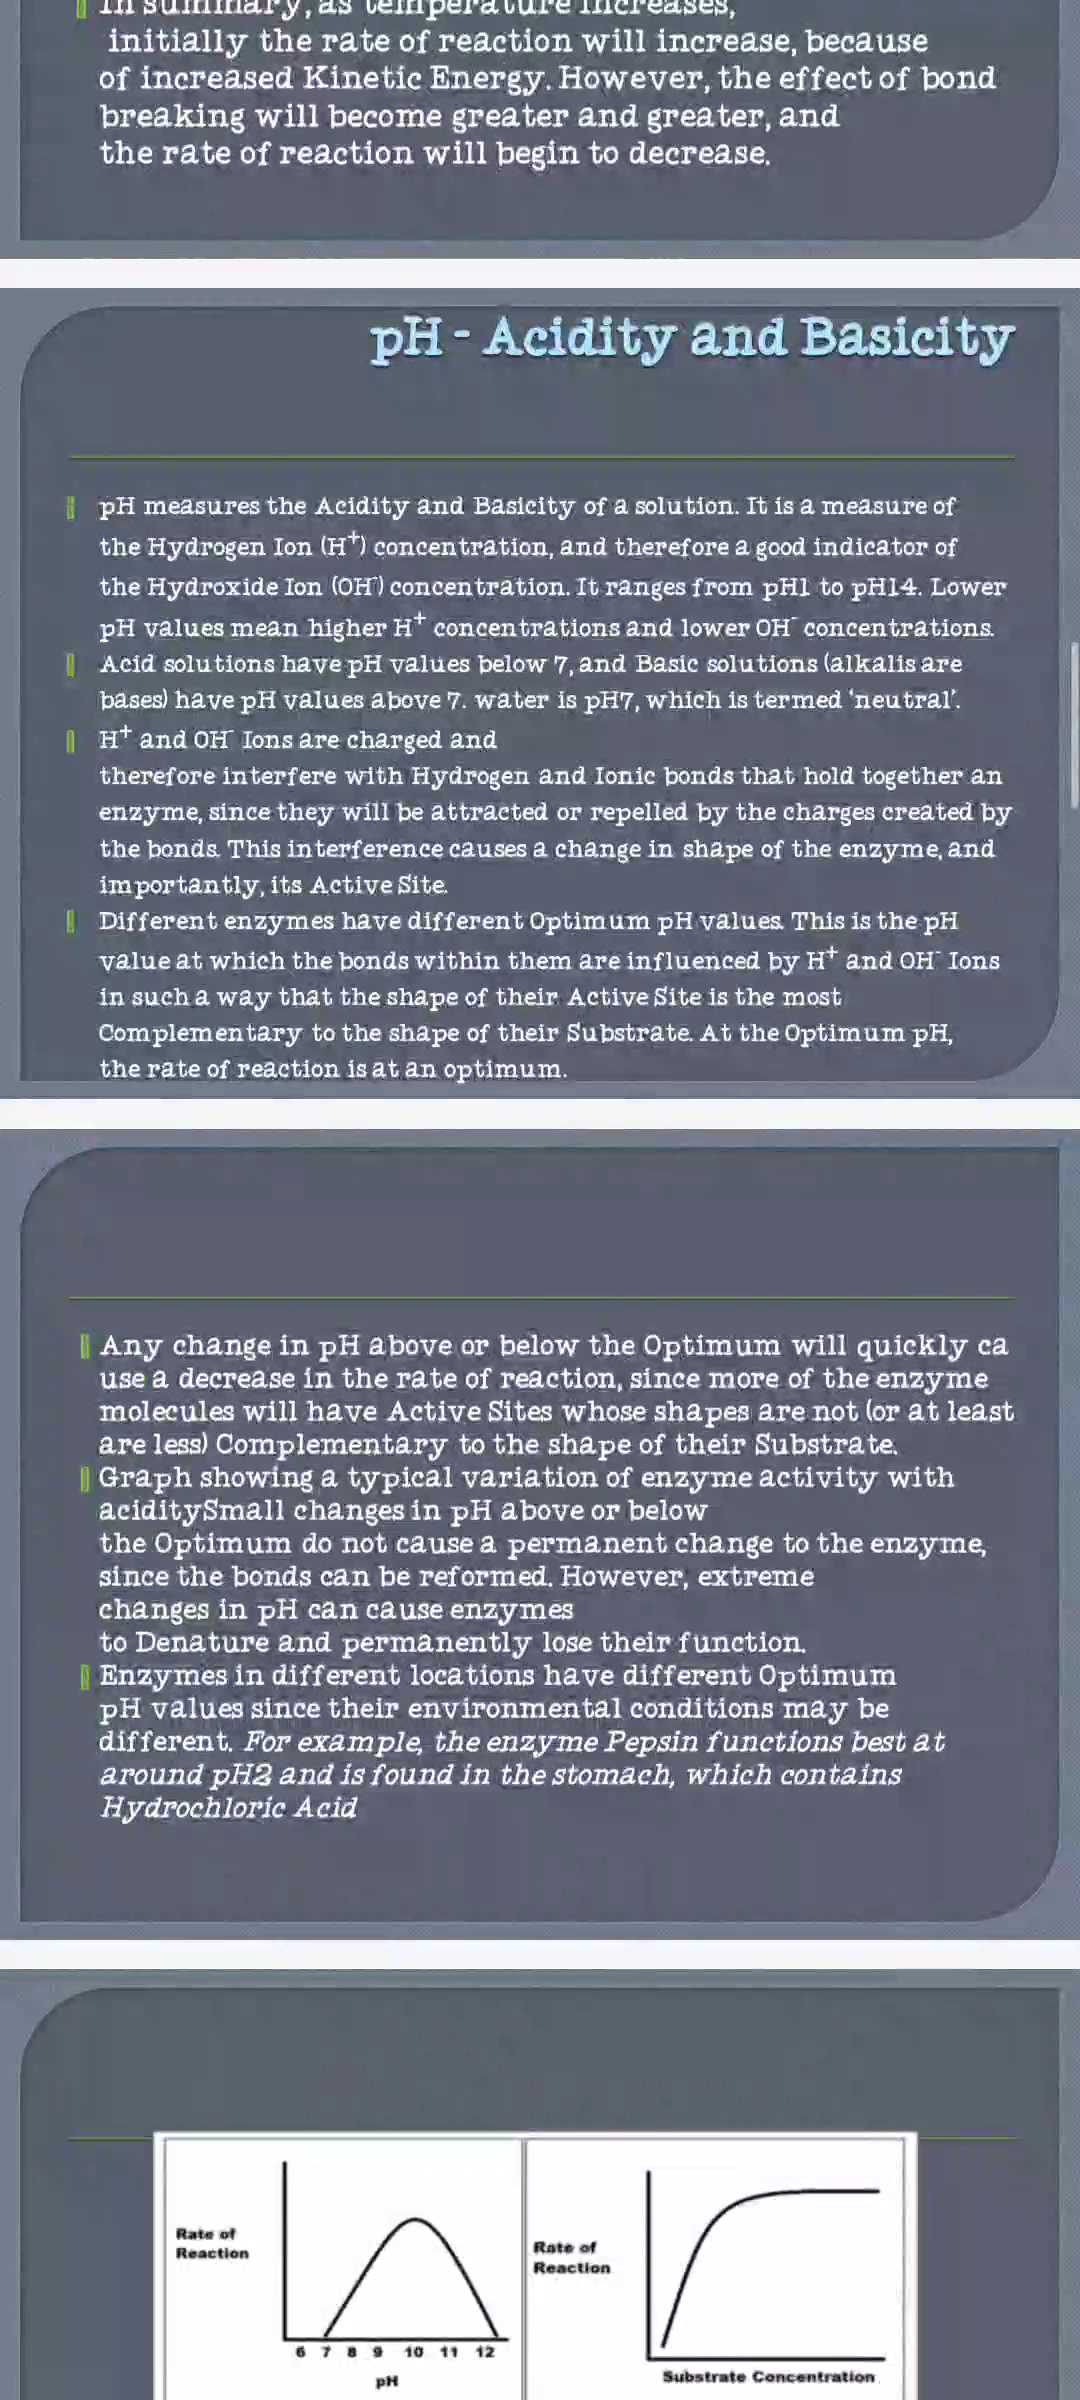 In summary, as temperature increases,
initially the rate of reaction will increase, because
of increased Kinetic Energy. However, the effect of bond
breaking will become greater and greater, and
the rate of reaction will begin to decrease.
pH - Acidity and Basicity
pH measures the Acidity and Basicity of a solution. It is a measure of
the Hydrogen Ion (H⁺) concentration, and therefore a good indicator of
the Hydroxide Ion (OH⁻) concentration. It ranges from pH1 to pH14. Lower
pH values mean higher H⁺ concentrations and lower OH⁻ concentrations.
Acid solutions have pH values below 7, and Basic solutions (alkalis are
bases) have pH values above 7. water is pH7, which is termed 'neutral'.
H⁺ and OH⁻ Ions are charged and
therefore interfere with Hydrogen and Ionic bonds that hold together an
enzyme, since they will be attracted or repelled by the charges created by
the bonds. This interference causes a change in shape of the enzyme, and
importantly, its Active Site.
Different enzymes have different Optimum pH values. This is the pH
value at which the bonds within them are influenced by H⁺ and OH⁻ Ions
in such a way that the shape of their Active Site is the most
Complementary to the shape of their Substrate. At the Optimum pH,
the rate of reaction is at an optimum.
Any change in pH above or below the Optimum will quickly ca
use a decrease in the rate of reaction, since more of the enzyme
molecules will have Active Sites whose shapes are not (or at least
are less) Complementary to the shape of their Substrate.
Graph showing a typical variation of enzyme activity with
aciditySmall changes in pH above or below
the Optimum do not cause a permanent change to the enzyme,
since the bonds can be reformed. However, extreme
changes in pH can cause enzymes
to Denature and permanently lose their function.
Enzymes in different locations have different Optimum
pH values since their environmental conditions may be
different. For example, the enzyme Pepsin functions best at
around pH2 and is found in the stomach, which contains
Hydrochloric Acid
Rate of
Reaction
6 7 8 9 10 11 12
pH
Rate of
Reaction
Substrate Concentration